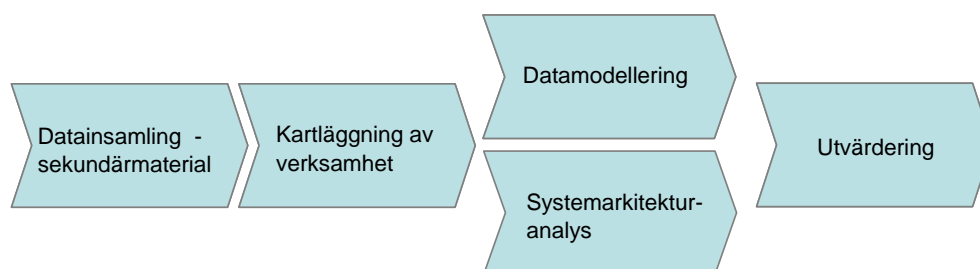 Datainsamling -
sekundärmaterial
Kartläggning av
verksamhet
Datamodellering
Systemarkitektur-
analys
Utvärdering